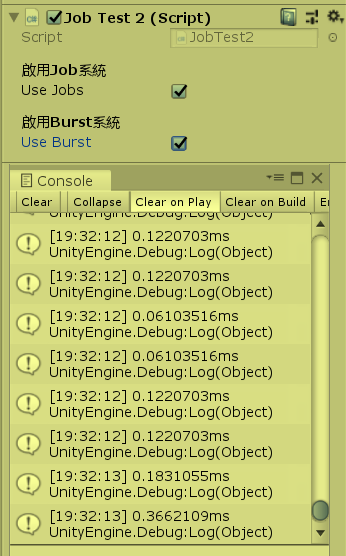 Job Test 2 (Script)
Script JobTest2
啟用Job系統
Use Jobs
啟用Burst系統
Use Burst
Console
Clear Collapse Clear on Play Clear on Build
UnityEngine.Debug:Log(Object)
[19:32:12] 0.1220703ms
UnityEngine.Debug:Log(Object)
[19:32:12] 0.1220703ms
UnityEngine.Debug:Log(Object)
[19:32:12] 0.06103516ms
UnityEngine.Debug:Log(Object)
[19:32:12] 0.06103516ms
UnityEngine.Debug:Log(Object)
[19:32:12] 0.1220703ms
UnityEngine.Debug:Log(Object)
[19:32:12] 0.1220703ms
UnityEngine.Debug:Log(Object)
[19:32:13] 0.1831055ms
UnityEngine.Debug:Log(Object)
[19:32:13] 0.3662109ms
UnityEngine.Debug:Log(Object)